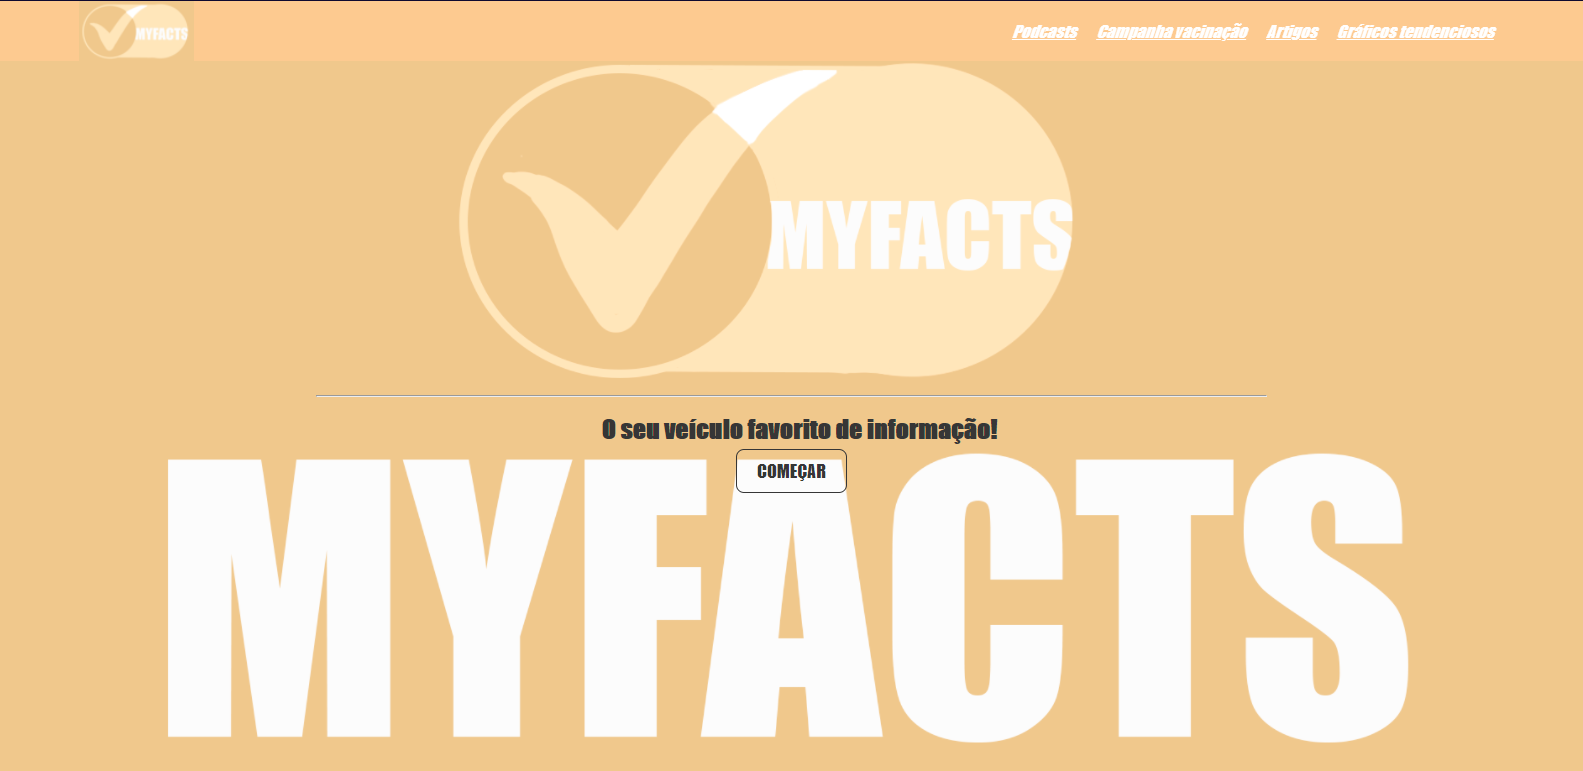 MYFACTS
Podcasts Campanha vacinação Artigos Gráficos tendenciosos
MYFACTS
O seu veículo favorito de informação!
COMEÇAR
MYFACTS